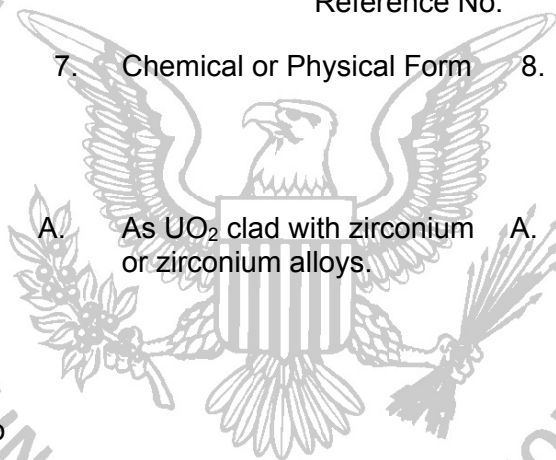 Reference No.
7. Chemical or Physical Form 8.
A. As UO₂ clad with zirconium A.
or zirconium alloys.